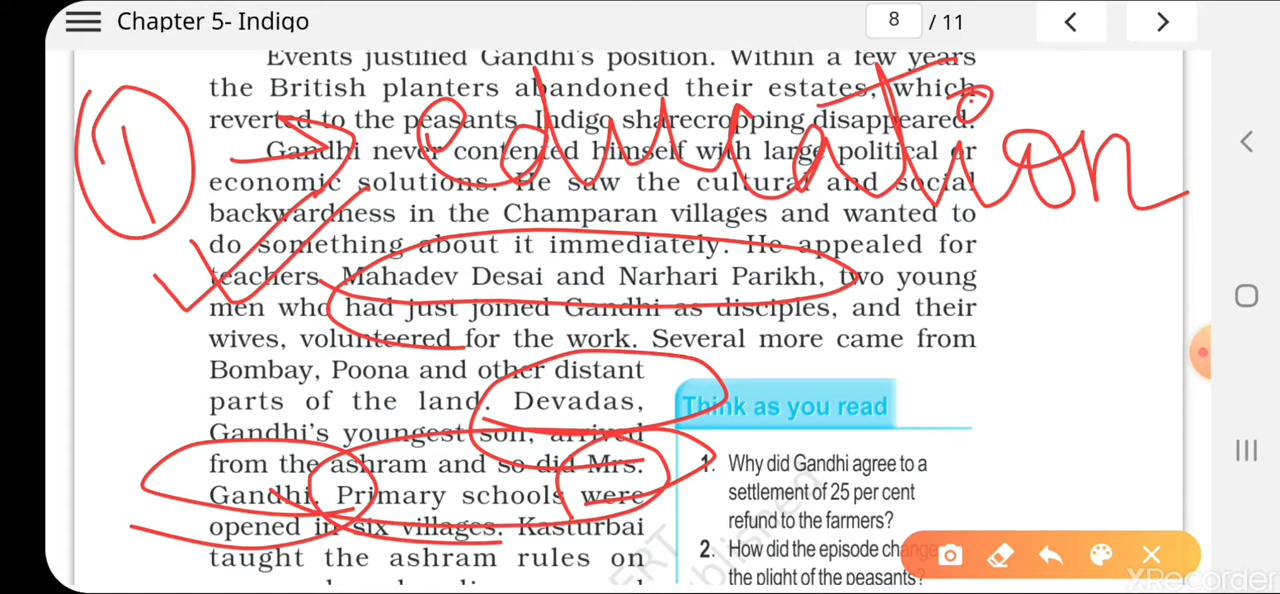 Chapter 5- Indigo
8 / 11
Events justified Gandhi's position. Within a few years
the British planters abandoned their estates, which
reverted to the peasants. Indigo sharecropping disappeared.
Gandhi never contented himself with large political or
economic solutions. He saw the cultural and social
backwardness in the Champaran villages and wanted to
do something about it immediately. He appealed for
teachers. Mahadev Desai and Narhari Parikh, two young
men who had just joined Gandhi as disciples, and their
wives, volunteered for the work. Several more came from
Bombay, Poona and other distant
parts of the land. Devadas,
Gandhi's youngest son, arrived
from the ashram and so did Mrs.
Gandhi. Primary schools were
opened in six villages. Kasturbai
taught the ashram rules on
1
education
Think as you read
1. Why did Gandhi agree to a
settlement of 25 per cent
refund to the farmers?
2. How did the episode change
the plight of the peasants?
XRecorder